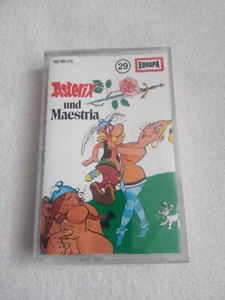 29
EUROPA
Asterix
und
Maestria